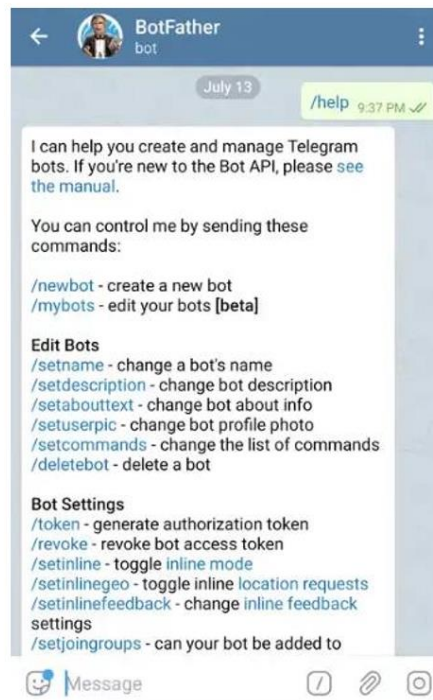 BotFather
bot
July 13
/help 9:37 PM
I can help you create and manage Telegram
bots. If you're new to the Bot API, please see
the manual.
You can control me by sending these
commands:
/newbot - create a new bot
/mybots - edit your bots [beta]
Edit Bots
/setname - change a bot's name
/setdescription - change bot description
/setabouttext - change bot about info
/setuserpic - change bot profile photo
/setcommands - change the list of commands
/deletebot - delete a bot
Bot Settings
/token - generate authorization token
/revoke - revoke bot access token
/setinline - toggle inline mode
/setinlinegeo - toggle inline location requests
/setinlinefeedback - change inline feedback
settings
/setjoingroups - can your bot be added to
Message